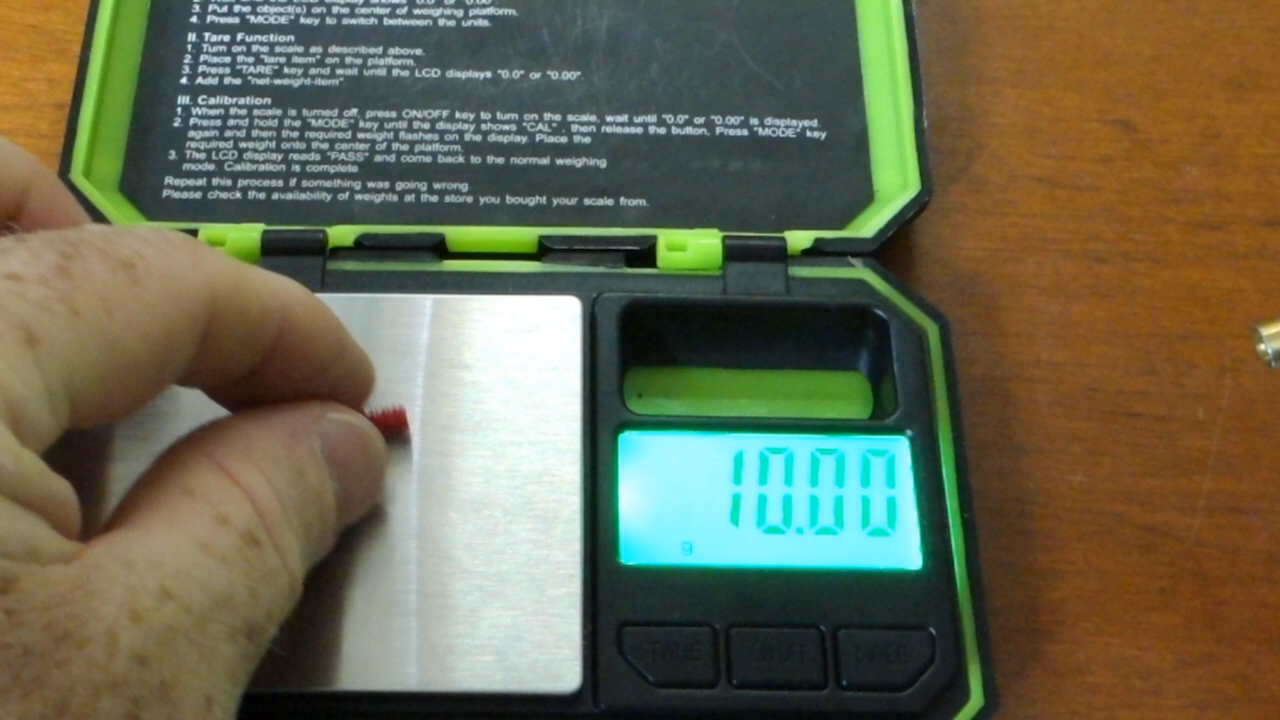 3. Put the object(s) on the center of weighing platform.
4. Press "MODE" key to switch between the units.
II. Tare Function
1. Turn on the scale as described above.
2. Place the "tare item" on the platform.
3. Press "TARE" key and wait until the LCD displays "0.0" or "0.00".
4. Add the "net-weight-item"
III. Calibration
1. When the scale is turned off, press ON/OFF key to turn on the scale, wait until "0.0" or "0.00" is displayed.
2. Press and hold the "MODE" key until the display shows "CAL" , then release the button. Press "MODE" key
again and then the required weight flashes on the display. Place the
required weight onto the center of the platform.
3. The LCD display reads "PASS" and come back to the normal weighing
mode. Calibration is complete
Repeat this process if something was going wrong.
Please check the availability of weights at the store you bought your scale from.
10.00
g
TARE